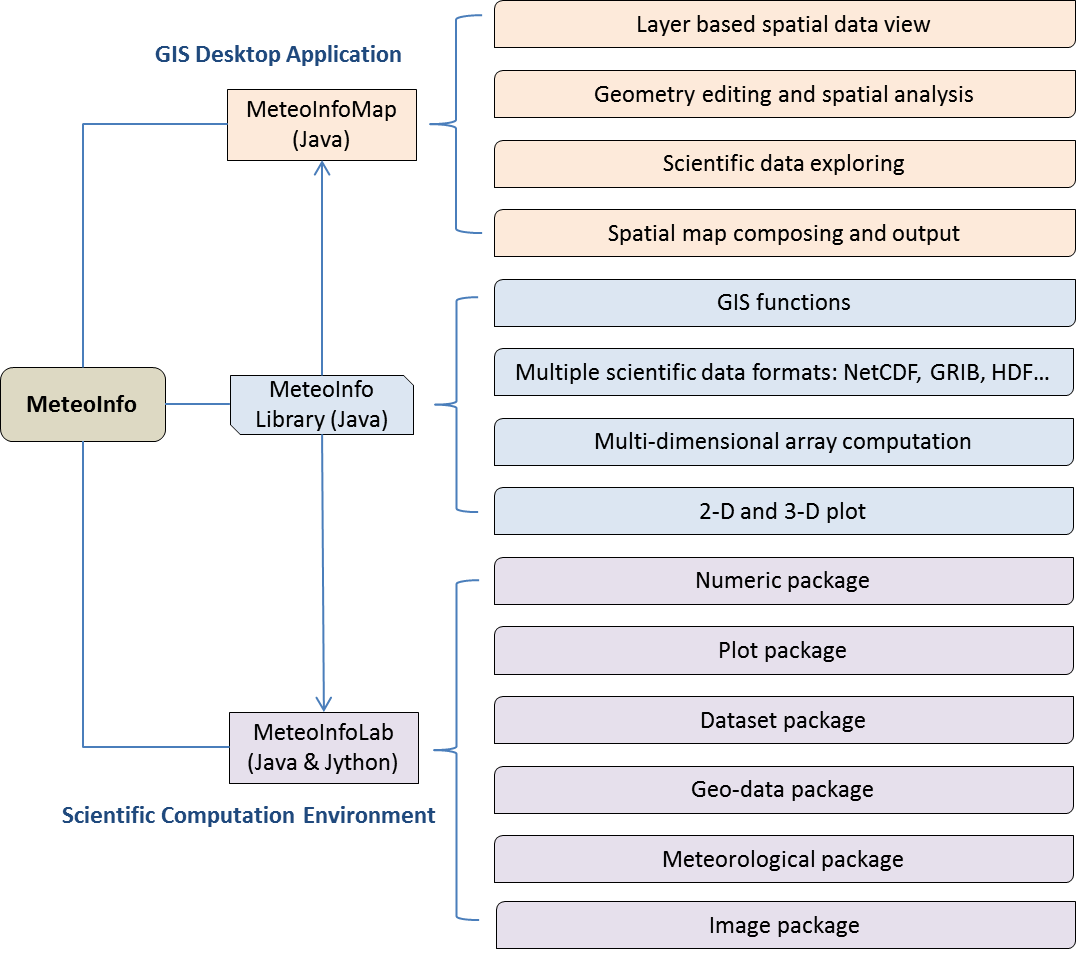 GIS Desktop Application
MeteoInfoMap
(Java)
Layer based spatial data view
Geometry editing and spatial analysis
Scientific data exploring
Spatial map composing and output
MeteoInfo
MeteoInfo
Library (Java)
GIS functions
Multiple scientific data formats: NetCDF, GRIB, HDF...
Multi-dimensional array computation
2-D and 3-D plot
MeteoInfoLab
(Java & Jython)
Scientific Computation Environment
Numeric package
Plot package
Dataset package
Geo-data package
Meteorological package
Image package